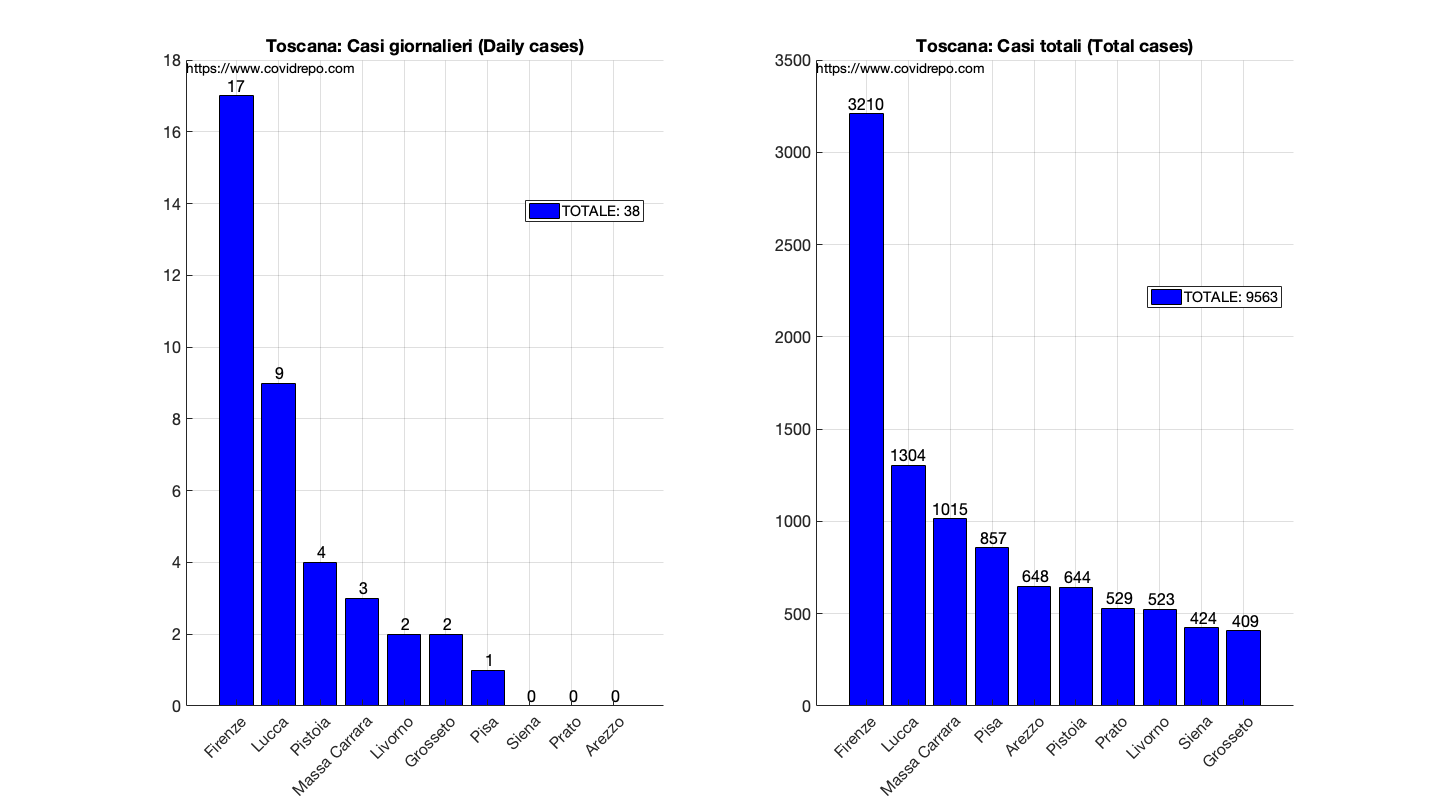 Toscana: Casi giornalieri (Daily cases)
https://www.covidrepo.com
18
16
14
12
10
8
6
4
2
0
17
9
4
3
2
2
1
0
0
0
TOTALE: 38
Firenze
Lucca
Pistoia
Massa Carrara
Livorno
Grosseto
Pisa
Siena
Prato
Arezzo
Toscana: Casi totali (Total cases)
https://www.covidrepo.com
3500
3000
2500
2000
1500
1000
500
0
3210
1304
1015
857
648
644
529
523
424
409
TOTALE: 9563
Firenze
Lucca
Massa Carrara
Pisa
Arezzo
Pistoia
Prato
Livorno
Siena
Grosseto